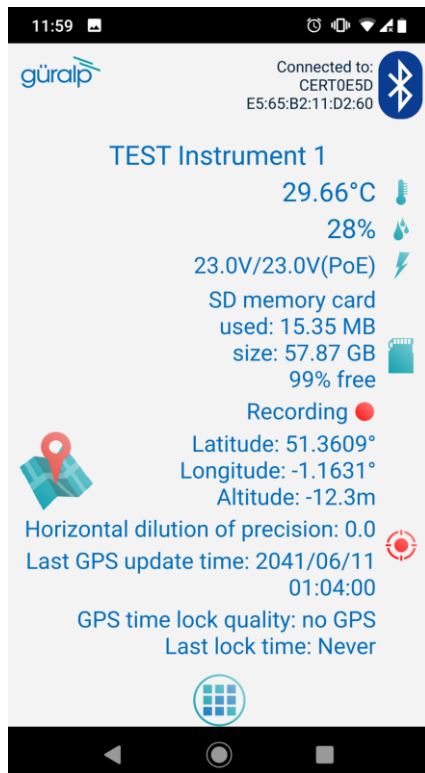 11:59
güralp
Connected to:
CERT0E5D
E5:65:B2:11:D2:60
TEST Instrument 1
29.66°C
28%
23.0V/23.0V(PoE)
SD memory card
used: 15.35 MB
size: 57.87 GB
99% free
Recording
Latitude: 51.3609°
Longitude: -1.1631°
Altitude: -12.3m
Horizontal dilution of precision: 0.0
Last GPS update time: 2041/06/11
01:04:00
GPS time lock quality: no GPS
Last lock time: Never